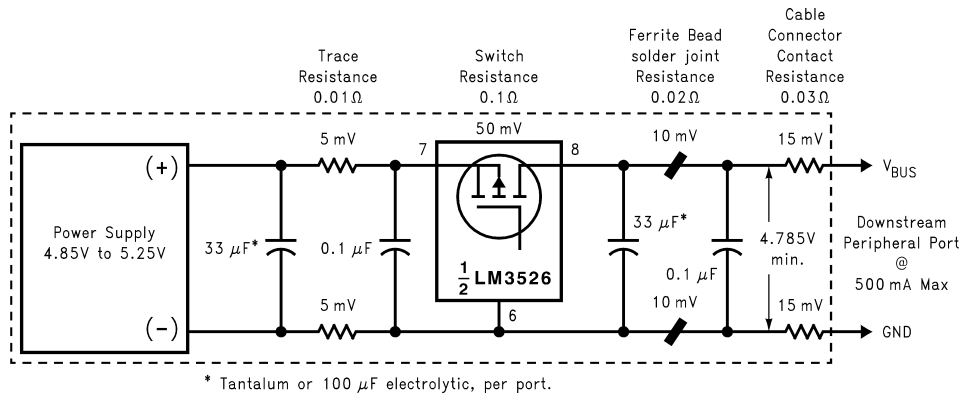 Cable
Connector
Contact
Resistance
0.03Ω
Ferrite Bead
solder joint
Resistance
0.02Ω
Trace
Resistance
0.01Ω
Switch
Resistance
0.1Ω
5 mV
50 mV
10 mV
15 mV
7
8
(+)
VBUS
Power Supply
4.85V to 5.25V
33 µF*
0.1 µF
33 µF*
0.1 µF
4.785V
min.
Downstream
Peripheral Port
@
500 mA Max
1/2 LM3526
5 mV
6
10 mV
15 mV
(-)
GND
* Tantalum or 100 µF electrolytic, per port.